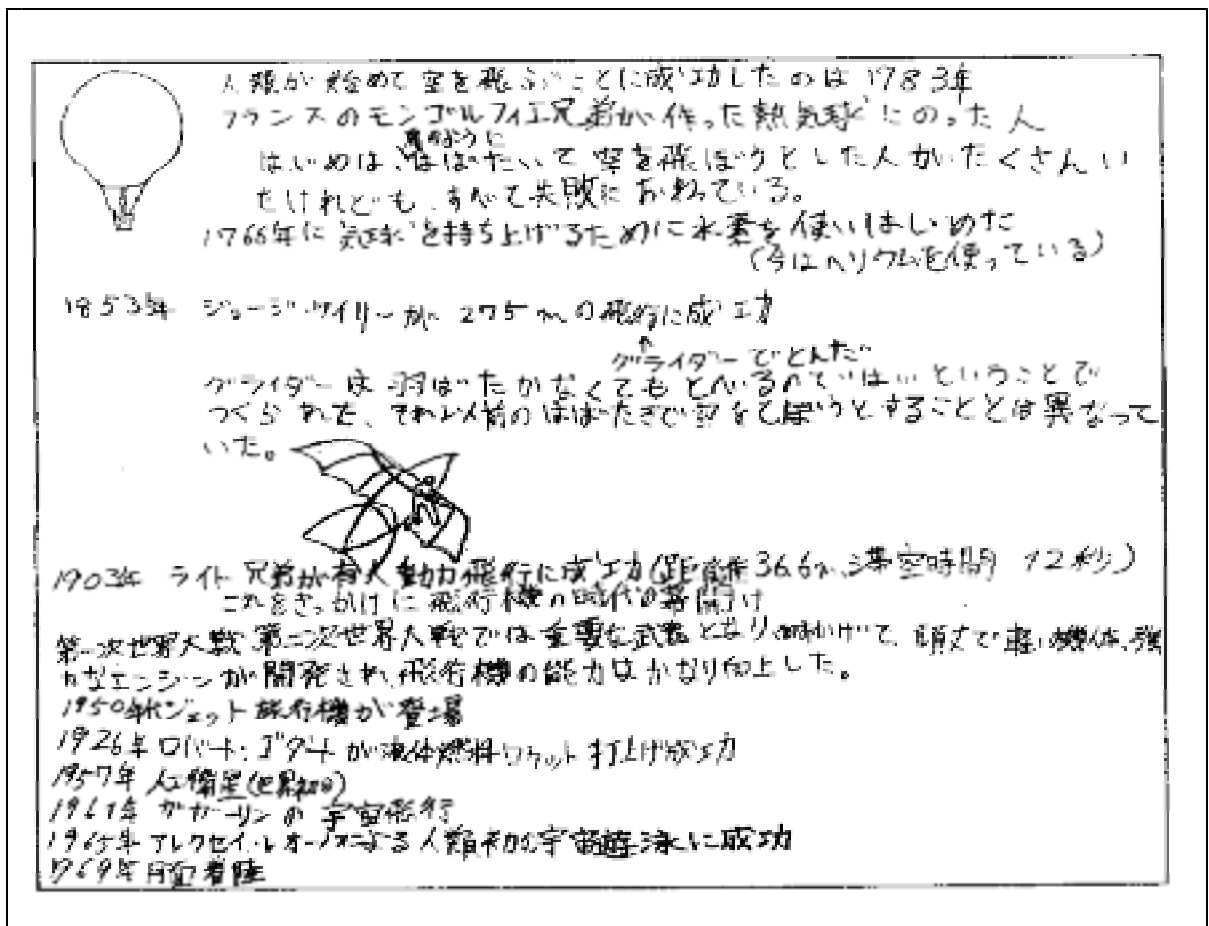 人類が始めて空を飛ぶことに成功したのは1783年
フランスのモンゴルフィエ兄弟が作った熱気球にのった人
鳥のように
はじめは、はばたいて空を飛ぼうとした人がたくさんい
たけれども、すべて失敗におわっている。
1766年に気球を持ち上げるために水素を使いはじめた
(今はヘリウムを使っている)
1853年 ジョージ・ケイリーが 275mの飛行に成功
↑
グライダーでとんだ
グライダーは羽ばたかなくてもとべるのではということで
つくられた、それ以前のはばたきで空をとぼうとすることとは異なって
いた。
1903年 ライト兄弟が有人動力飛行に成功(距離 36.6m、滞空時間 12秒)
これをきっかけに飛行機の時代の幕開け
第一次世界大戦 第二次世界大戦では重要な武器となり、頑丈で軽い機体、強
力なエンジンが開発され、飛行機の能力はかなり向上した。
1950年代ジェット旅行機が登場
1926年 ロバート・ゴダードが液体燃料ロケット打上げ成功
1957年 人工衛星(世界初の)
1961年 ガガーリンの宇宙飛行
1965年 アレクセイ・レオーノフによる人類初の宇宙遊泳に成功
1969年月面着陸